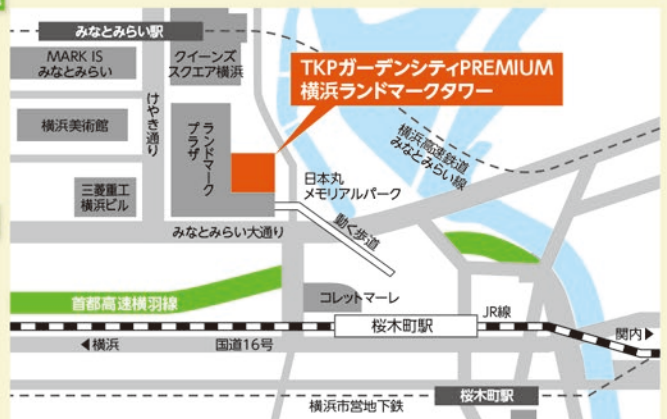 みなとみらい駅
MARK IS
みなとみらい
クイーンズ
スクエア横浜
TKPガーデンシティPREMIUM
横浜ランドマークタワー
けやき通り
横浜美術館
ランドマーク
プラザ
横浜高速鉄道
みなとみらい線
日本丸
メモリアルパーク
三菱重工
横浜ビル
動く歩道
みなとみらい大通り
首都高速横羽線
コレットマーレ
桜木町駅
JR線
関内▶
◀横浜
国道16号
横浜市営地下鉄
桜木町駅